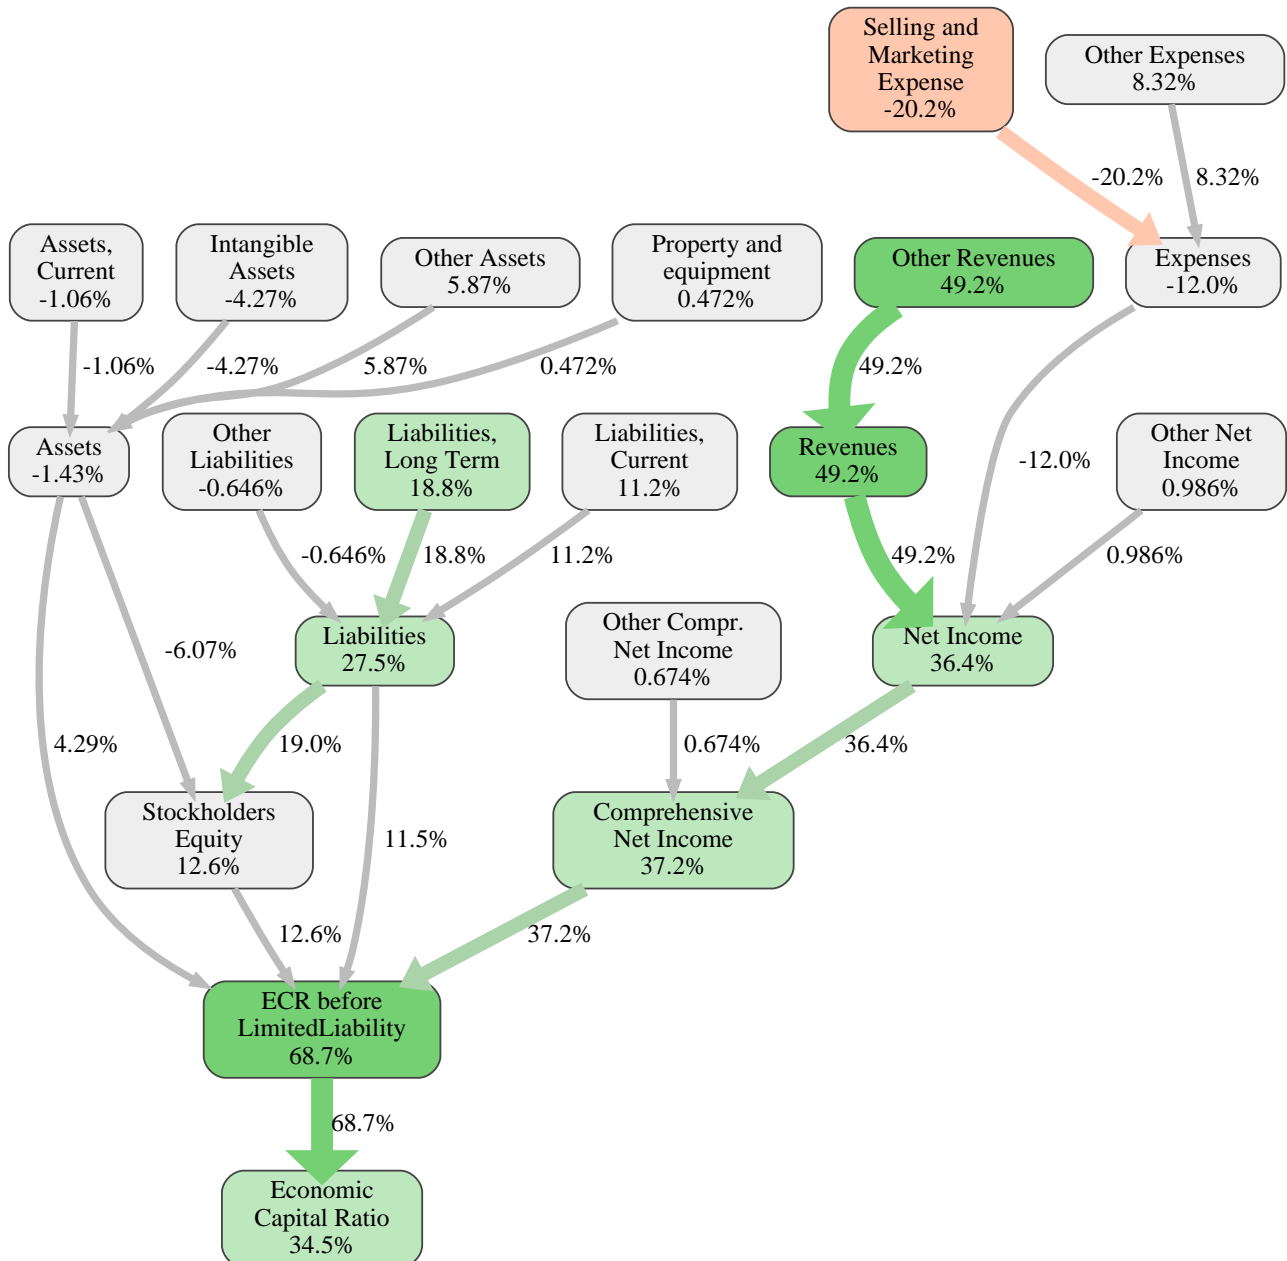 Selling and
Marketing
Expense
-20.2%
Other Expenses
8.32%
-20.2%
8.32%
Assets,
Current
-1.06%
Intangible
Assets
-4.27%
Other Assets
5.87%
Property and
equipment
0.472%
Other Revenues
49.2%
Expenses
-12.0%
-1.06%
-4.27%
5.87%
0.472%
49.2%
Assets
-1.43%
Other
Liabilities
-0.646%
Liabilities,
Long Term
18.8%
Liabilities,
Current
11.2%
Revenues
49.2%
-12.0%
Other Net
Income
0.986%
-0.646%
18.8%
11.2%
49.2%
0.986%
-6.07%
Liabilities
27.5%
Other Compr.
Net Income
0.674%
Net Income
36.4%
4.29%
19.0%
0.674%
36.4%
Stockholders
Equity
12.6%
11.5%
Comprehensive
Net Income
37.2%
12.6%
37.2%
ECR before
LimitedLiability
68.7%
68.7%
Economic
Capital Ratio
34.5%